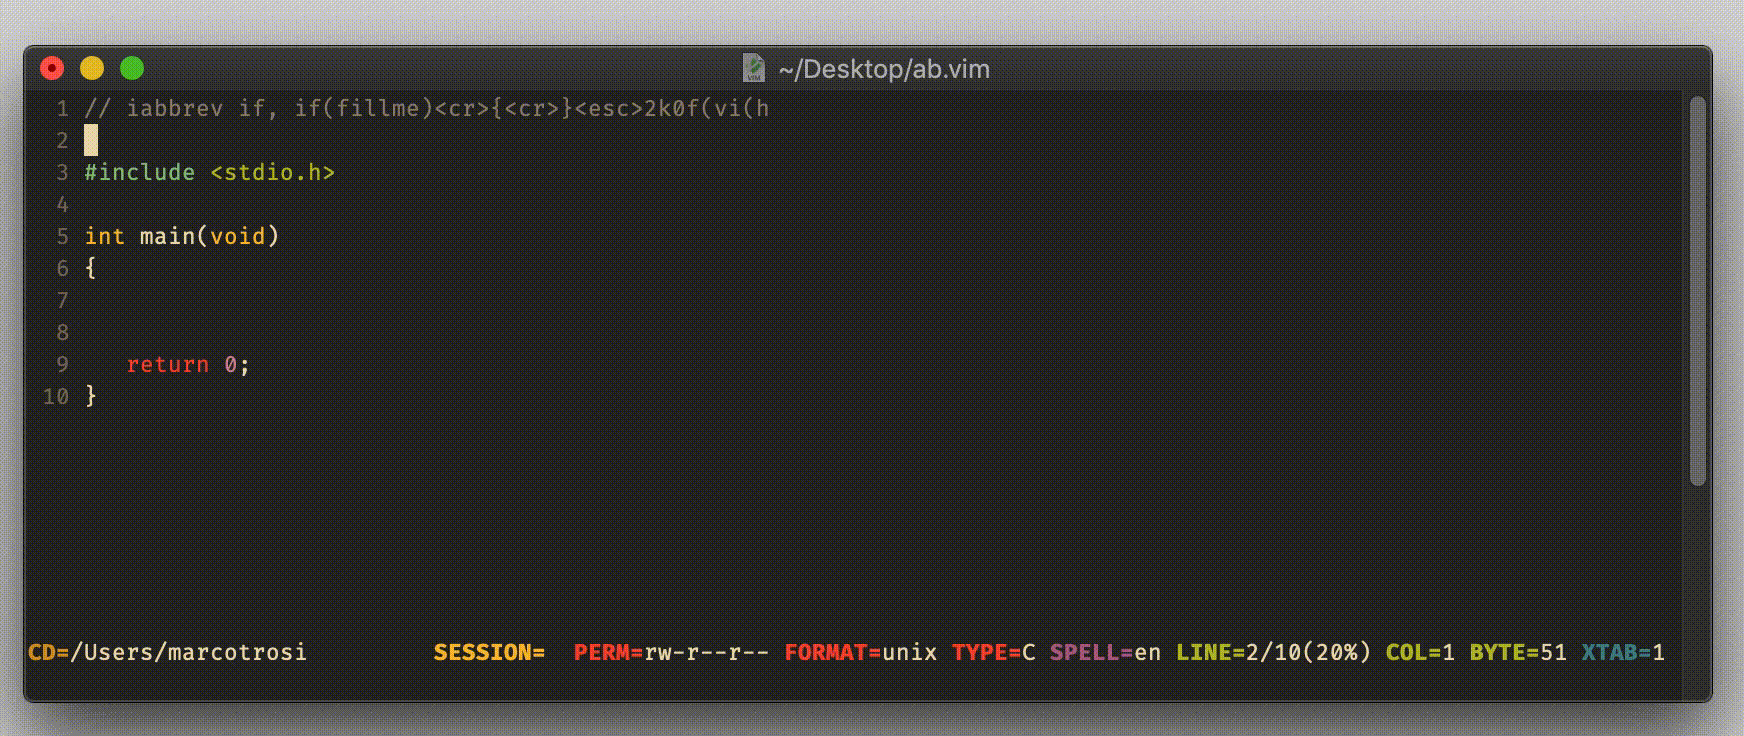 ~/Desktop/ab.vim
1 // iabbrev if, if(fillme)<cr>{<cr>}<esc>2k0f(vi(h
2
3 #include <stdio.h>
4
5 int main(void)
6 {
7
8
9    return 0;
10 }
CD=/Users/marcotrosi SESSION= PERM=rw-r--r-- FORMAT=unix TYPE=C SPELL=en LINE=2/10(20%) COL=1 BYTE=51 XTAB=1